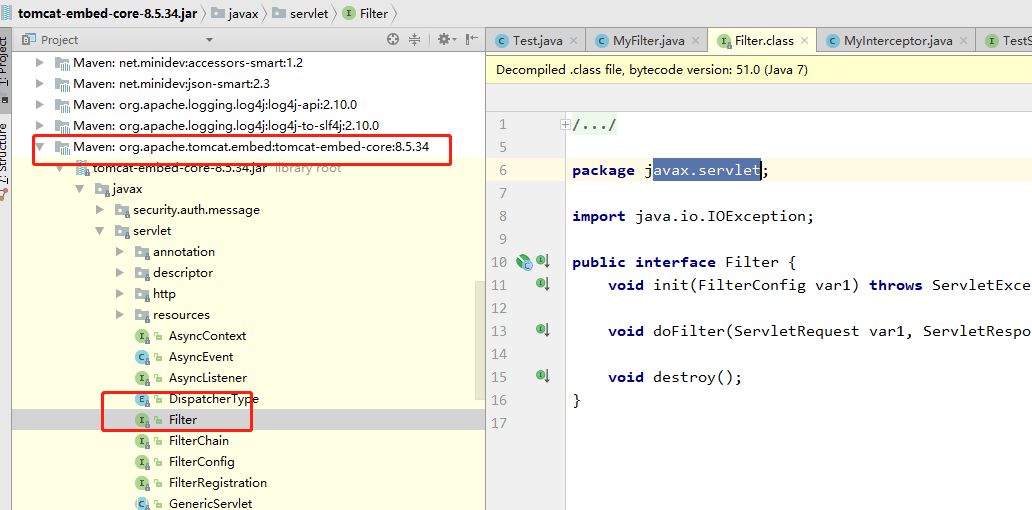 tomcat-embed-core-8.5.34.jar javax servlet Filter
Project
Test.java MyFilter.java Filter.class MyInterceptor.java TestS
1: Project
Z: Structure
Maven: net.minidev:accessors-smart:1.2
Maven: net.minidev:json-smart:2.3
Maven: org.apache.logging.log4j:log4j-api:2.10.0
Maven: org.apache.logging.log4j:log4j-to-slf4j:2.10.0
Maven: org.apache.tomcat.embed:tomcat-embed-core:8.5.34
tomcat-embed-core-8.5.34.jar library root
javax
security.auth.message
servlet
annotation
descriptor
http
resources
AsyncContext
AsyncEvent
AsyncListener
DispatcherType
Filter
FilterChain
FilterConfig
FilterRegistration
GenericServlet
Decompiled .class file, bytecode version: 51.0 (Java 7)
1 /.../
5
6 package javax.servlet;
7
8 import java.io.IOException;
9
10 public interface Filter {
11 void init(FilterConfig var1) throws ServletExce
12
13 void doFilter(ServletRequest var1, ServletRespo
14
15 void destroy();
16 }
17